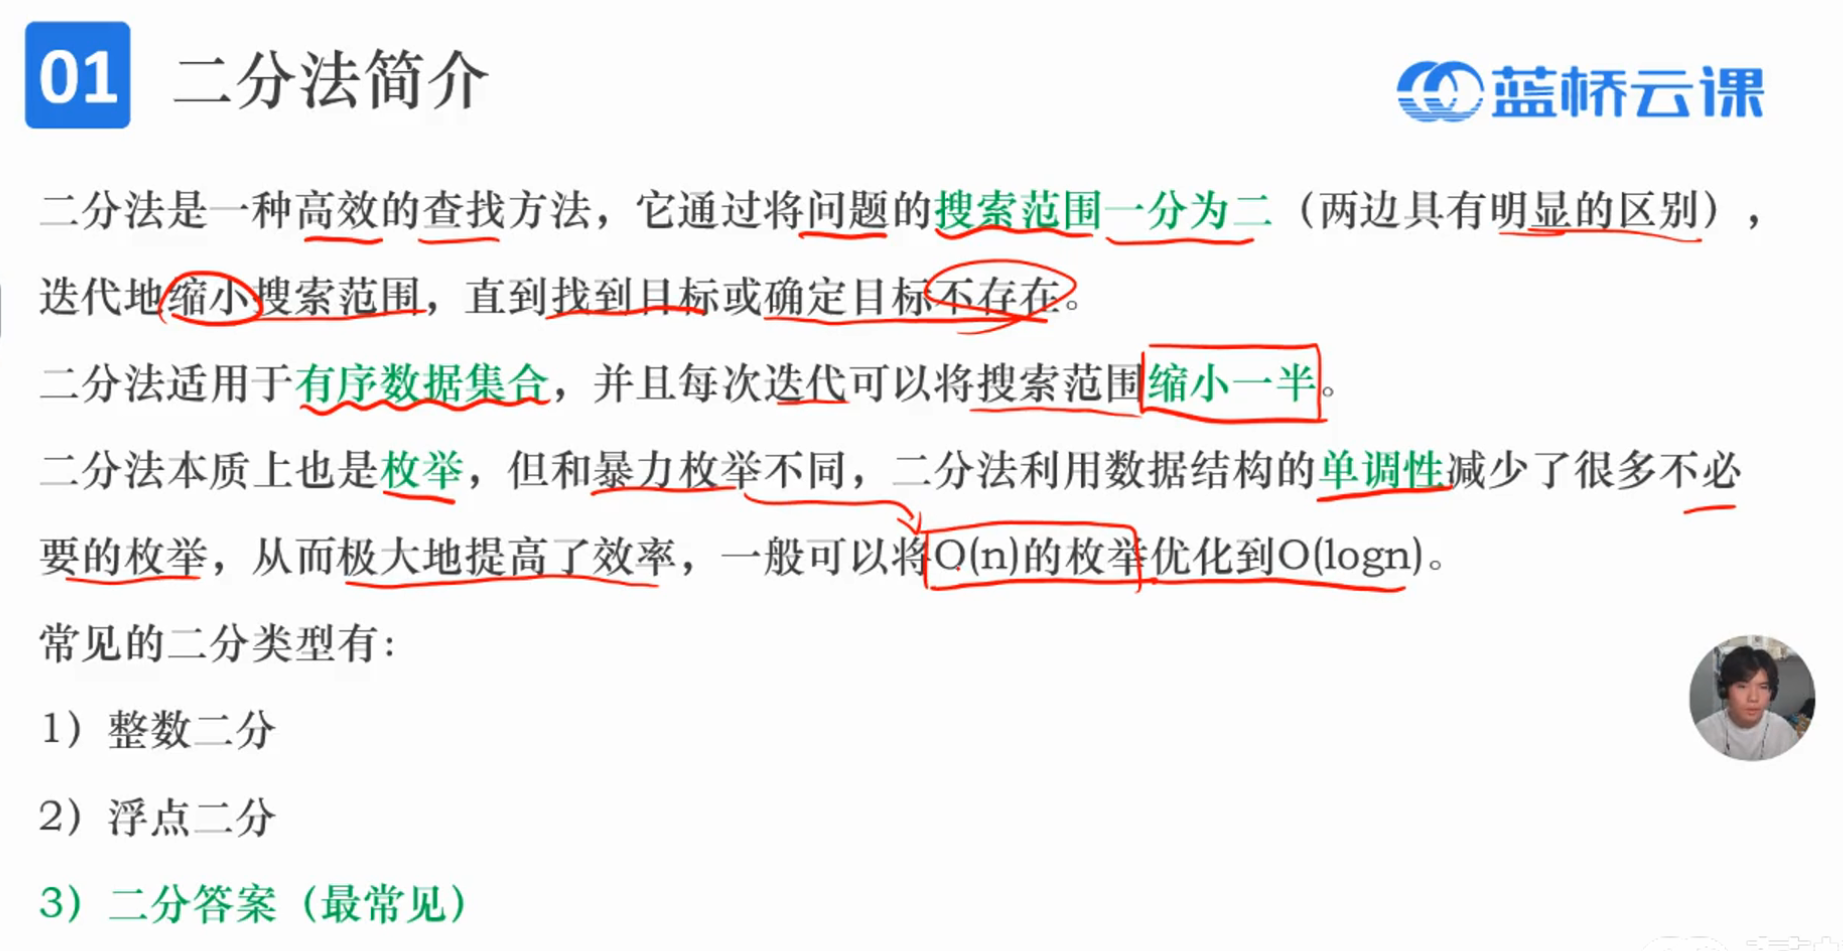 01 二分法简介
蓝桥云课
二分法是一种高效的查找方法，它通过将问题的搜索范围一分为二（两边具有明显的区别），
迭代地缩小搜索范围，直到找到目标或确定目标不存在。
二分法适用于有序数据集合，并且每次迭代可以将搜索范围缩小一半。
二分法本质上也是枚举，但和暴力枚举不同，二分法利用数据结构的单调性减少了很多不必
要的枚举，从而极大地提高了效率，一般可以将O(n)的枚举优化到O(logn)。
常见的二分类型有：
1）整数二分
2）浮点二分
3）二分答案（最常见）